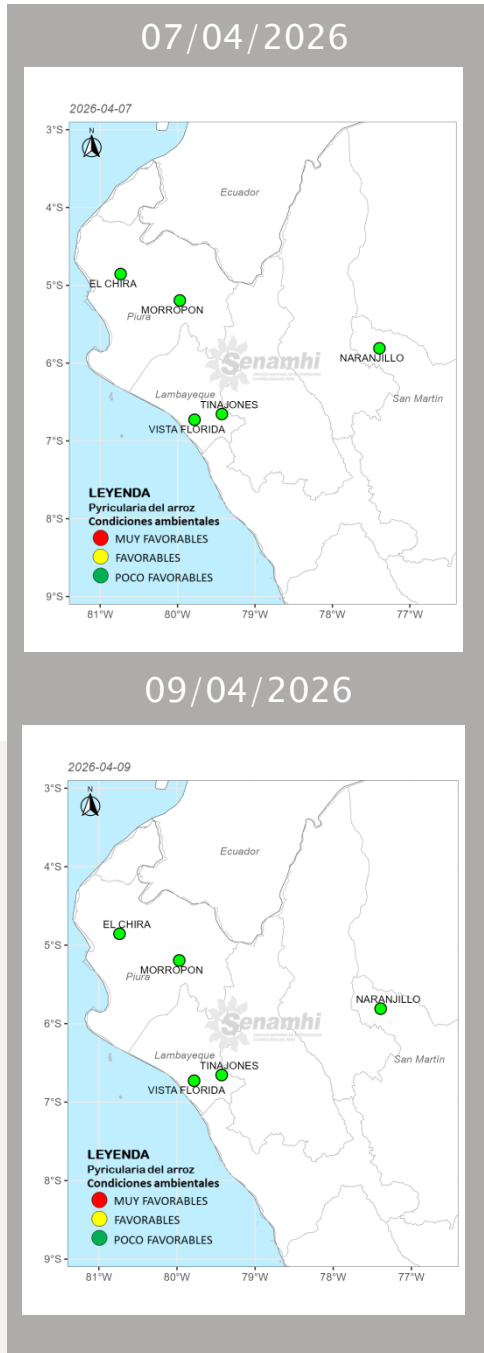 07/04/2026
2026-04-07
N
3°S
4°S
5°S
6°S
7°S
8°S
9°S
Ecuador
EL CHIRA
MORROPON
Piura
Senamhi
NARANJILLO
Lambayeque
TINAJONES
San Martín
VISTA FLORIDA
LEYENDA
Pyricularia del arroz
Condiciones ambientales
MUY FAVORABLES
FAVORABLES
POCO FAVORABLES
81°W 80°W 79°W 78°W 77°W
09/04/2026
2026-04-09
N
3°S
4°S
5°S
6°S
7°S
8°S
9°S
Ecuador
EL CHIRA
MORROPON
Piura
NARANJILLO
Senamhi
Lambayeque
San Martín
TINAJONES
VISTA FLORIDA
LEYENDA
Pyricularia del arroz
Condiciones ambientales
MUY FAVORABLES
FAVORABLES
POCO FAVORABLES
81°W 80°W 79°W 78°W 77°W